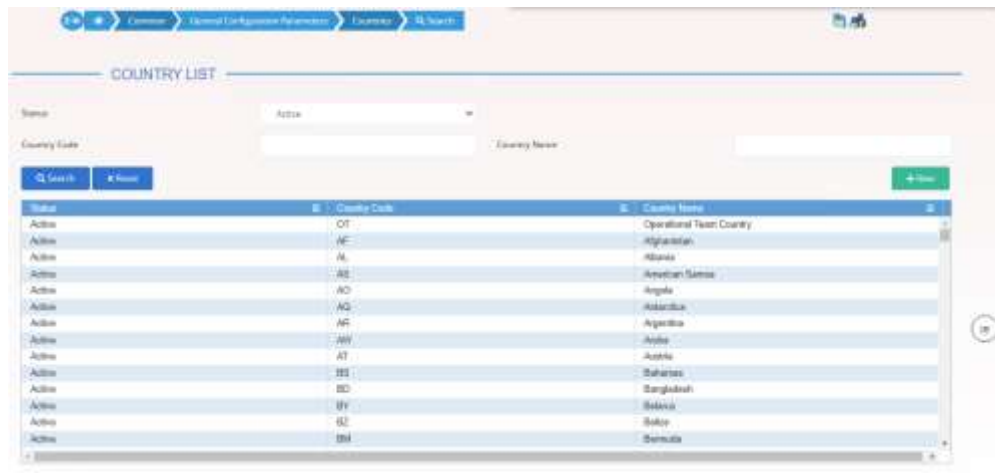 Common General Configuration Parameters Countries Search
COUNTRY LIST
Status Active
Country Code Country Name
Search Reset New
Status Country Code Country Name
Active OT Operational Team Country
Active AF Afghanistan
Active AL Albania
Active AS American Samoa
Active AO Angola
Active AQ Antarctica
Active AR Argentina
Active AW Aruba
Active AT Austria
Active BS Bahamas
Active BD Bangladesh
Active BY Belarus
Active BZ Belize
Active BM Bermuda